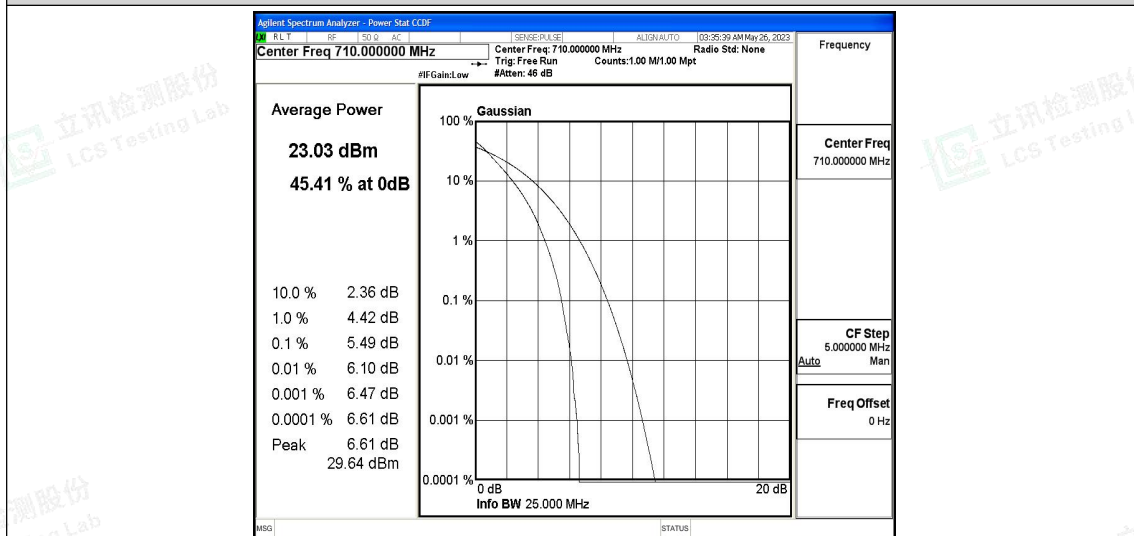 Agilent Spectrum Analyzer - Power Stat CCDF
LXI RLT RF 50 Ω AC SENSE:PULSE ALIGN AUTO 03:35:39 AM May 26, 2023
Center Freq 710.000000 MHz
Center Freq: 710.000000 MHz Radio Std: None
Trig: Free Run Counts:1.00 M/1.00 Mpt
#IFGain:Low #Atten: 46 dB
Frequency
Average Power
23.03 dBm
45.41 % at 0dB
10.0 % 2.36 dB
1.0 % 4.42 dB
0.1 % 5.49 dB
0.01 % 6.10 dB
0.001 % 6.47 dB
0.0001 % 6.61 dB
Peak 6.61 dB
29.64 dBm
Gaussian
100 %
10 %
1 %
0.1 %
0.01 %
0.001 %
0.0001 %
0 dB 20 dB
Info BW 25.000 MHz
Center Freq
710.000000 MHz
CF Step
5.000000 MHz
Auto Man
Freq Offset
0 Hz
MSG STATUS
立讯检测股份
LCS Testing Lab
立讯检测股份
LCS Testing L
测股份
ng Lab